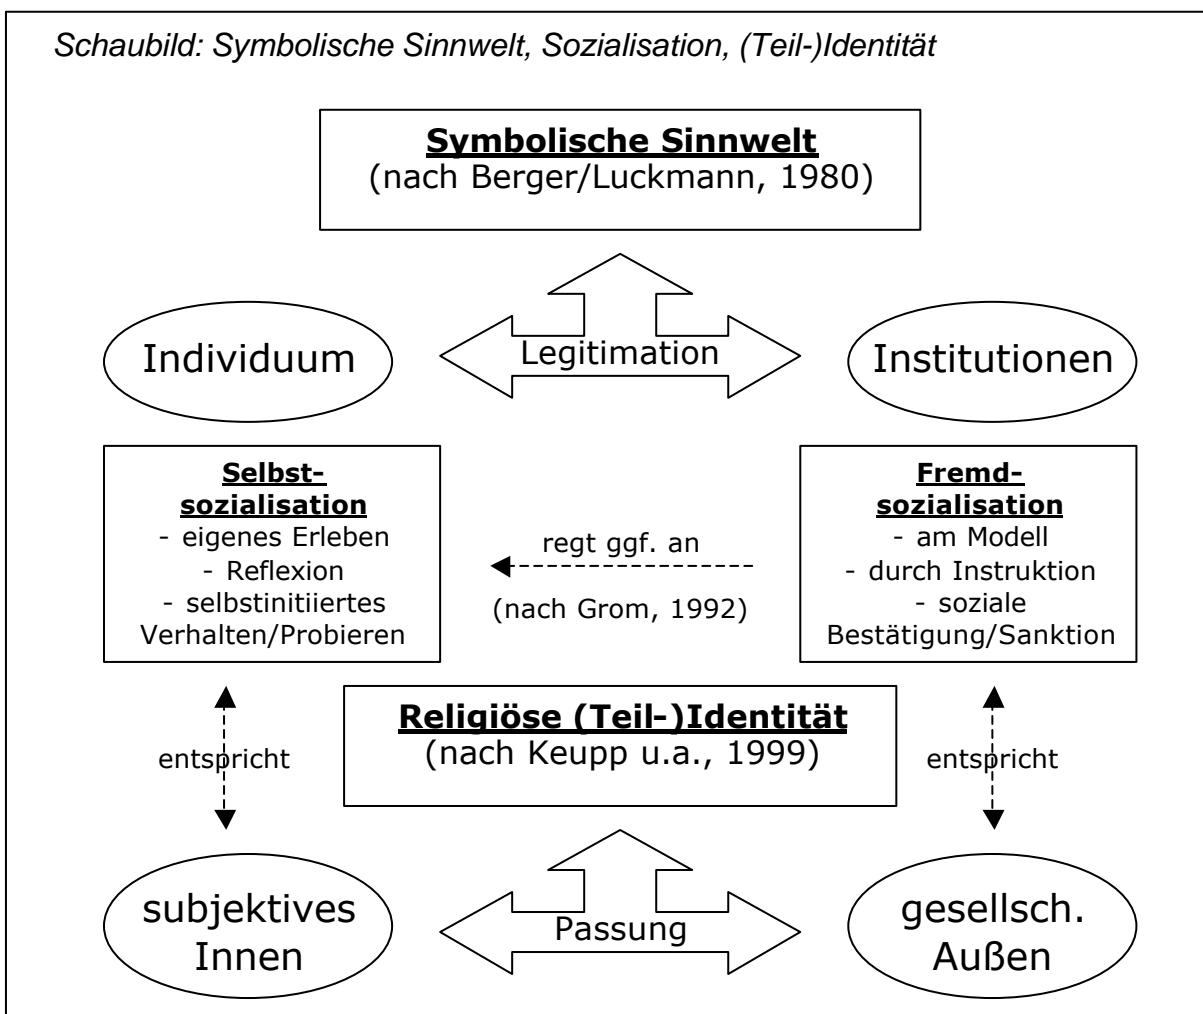 Schaubild: Symbolische Sinnwelt, Sozialisation, (Teil-)Identität
Symbolische Sinnwelt
(nach Berger/Luckmann, 1980)
Individuum
Legitimation
Institutionen
Selbst-
sozialisation
- eigenes Erleben
- Reflexion
- selbstinitiiertes
Verhalten/Probieren
regt ggf. an
(nach Grom, 1992)
Fremd-
sozialisation
- am Modell
- durch Instruktion
- soziale
Bestätigung/Sanktion
Religiöse (Teil-)Identität
(nach Keupp u.a., 1999)
entspricht
entspricht
subjektives
Innen
Passung
gesellsch.
Außen